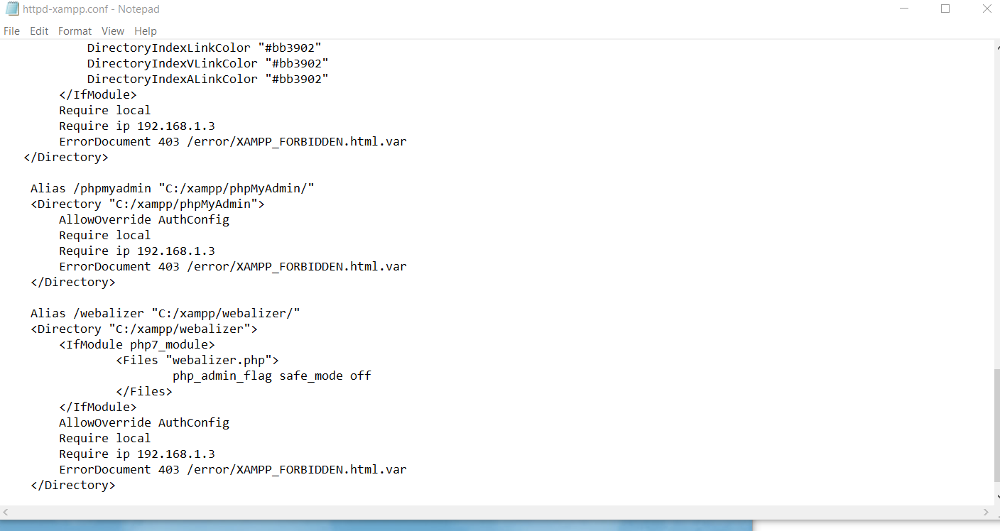 httpd-xampp.conf - Notepad
File Edit Format View Help
DirectoryIndexLinkColor "#bb3902"
DirectoryIndexVLinkColor "#bb3902"
DirectoryIndexALinkColor "#bb3902"
</IfModule>
Require local
Require ip 192.168.1.3
ErrorDocument 403 /error/XAMPP_FORBIDDEN.html.var
</Directory>
Alias /phpmyadmin "C:/xampp/phpMyAdmin/"
<Directory "C:/xampp/phpMyAdmin">
AllowOverride AuthConfig
Require local
Require ip 192.168.1.3
ErrorDocument 403 /error/XAMPP_FORBIDDEN.html.var
</Directory>
Alias /webalizer "C:/xampp/webalizer/"
<Directory "C:/xampp/webalizer">
<IfModule php7_module>
<Files "webalizer.php">
php_admin_flag safe_mode off
</Files>
</IfModule>
AllowOverride AuthConfig
Require local
Require ip 192.168.1.3
ErrorDocument 403 /error/XAMPP_FORBIDDEN.html.var
</Directory>